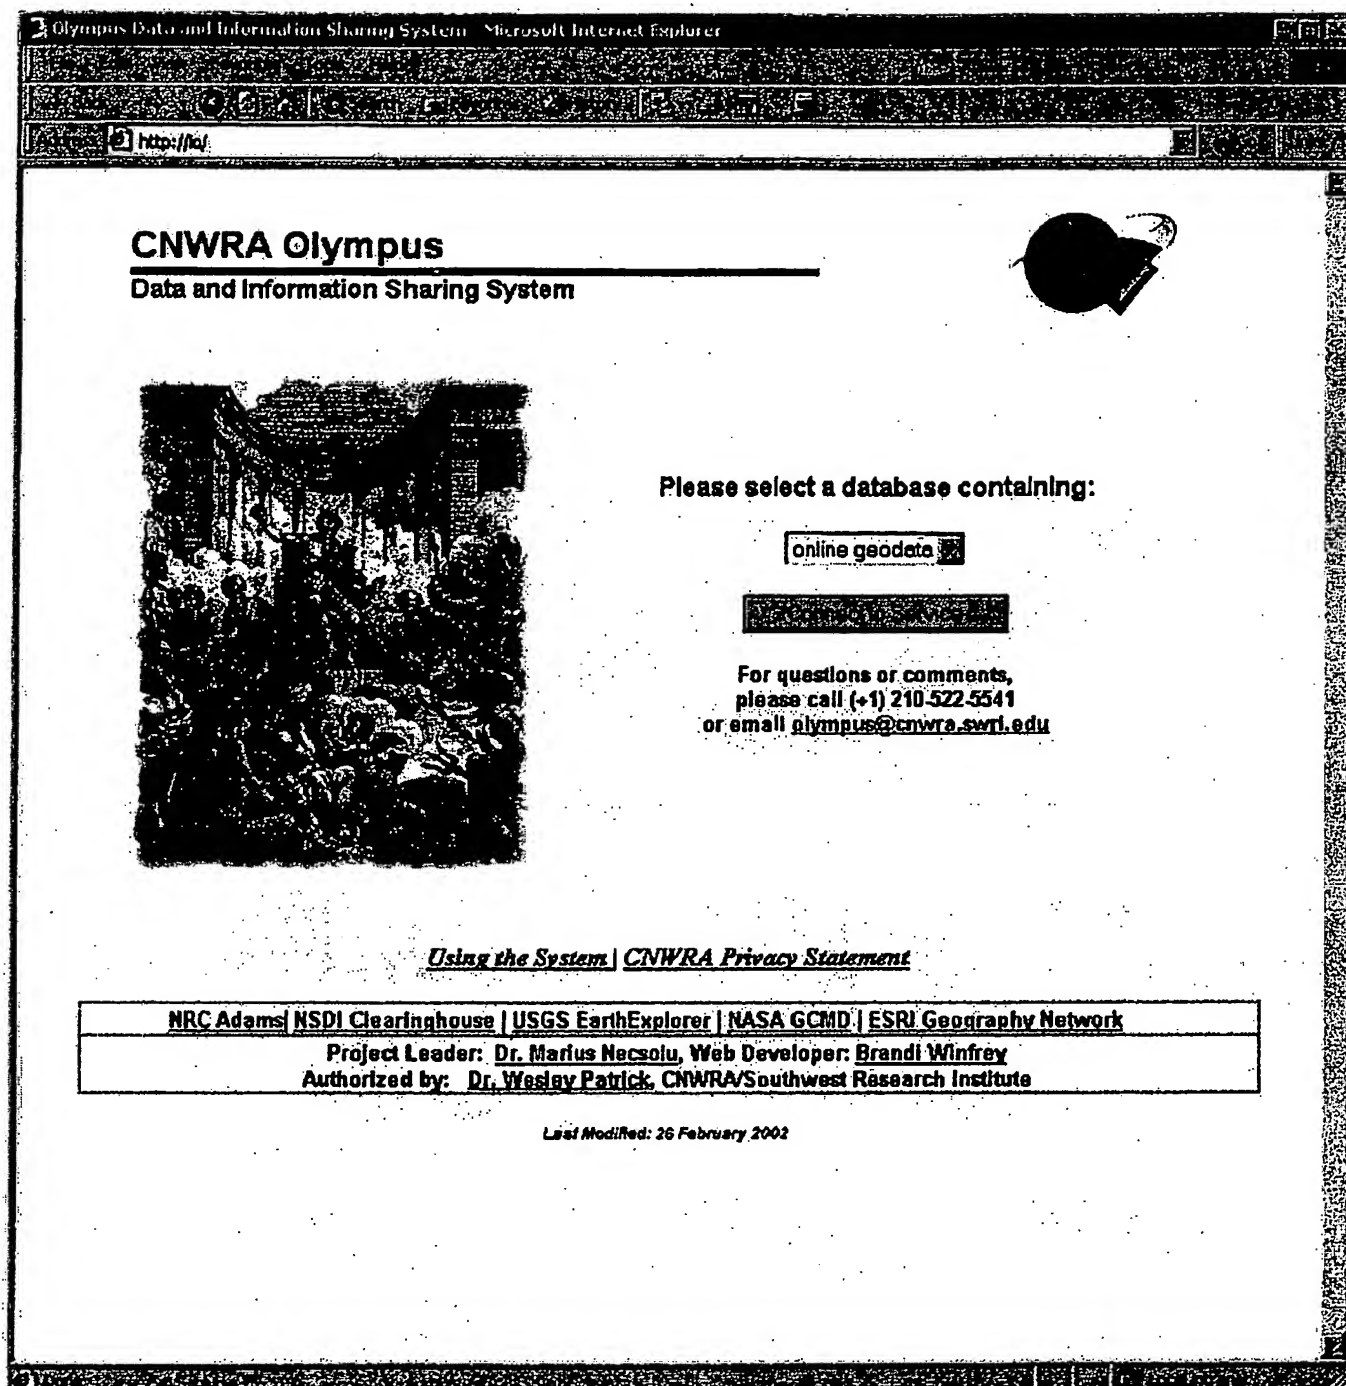 Olympus Data and Information Sharing System - Microsoft Internet Explorer
http://io/
CNWRA Olympus
Data and Information Sharing System
Please select a database containing:
online geodata
For questions or comments,
please call (+1) 210-522-5541
or email olympus@cnwra.swri.edu
Using the System | CNWRA Privacy Statement
NRC Adams| NSDI Clearinghouse | USGS EarthExplorer | NASA GCMD | ESRI Geography Network
Project Leader: Dr. Marius Necsoiu, Web Developer: Brandi Winfrey
Authorized by: Dr. Wesley Patrick, CNWRA/Southwest Research Institute
Last Modified: 26 February 2002